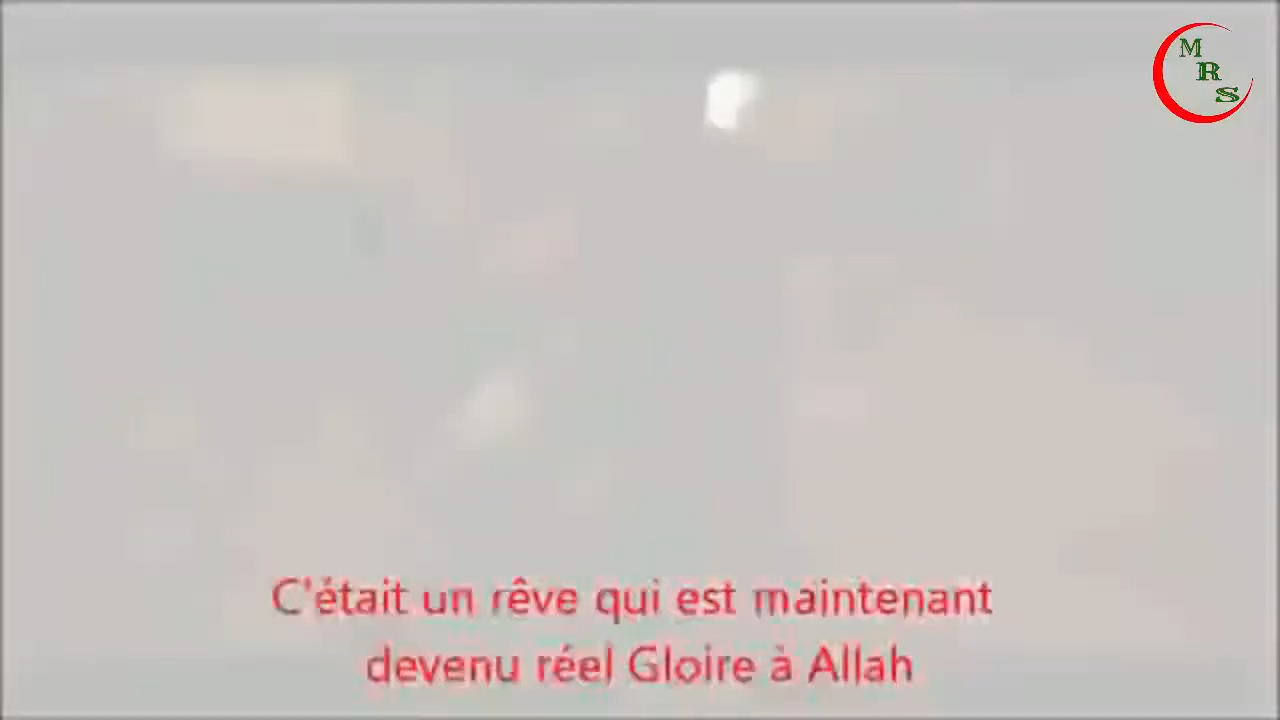 M
R
S
C'était un rêve qui est maintenant
devenu réel Gloire à Allah